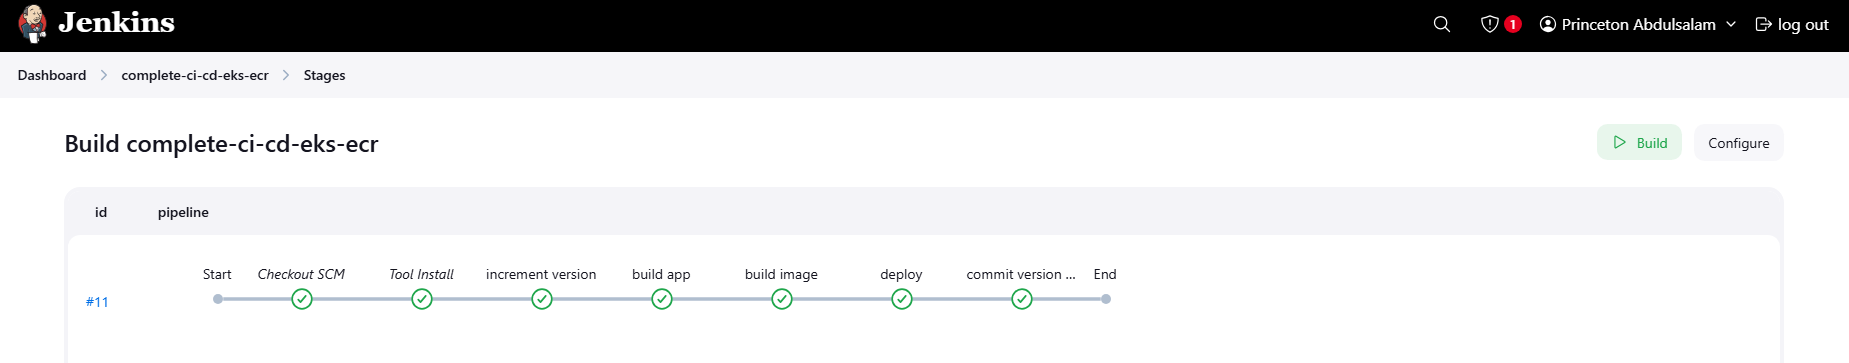 Jenkins
1
Princeton Abdulsalam
log out
Dashboard
complete-ci-cd-eks-ecr
Stages
Build complete-ci-cd-eks-ecr
Build
Configure
id
pipeline
Start
Checkout SCM
Tool Install
increment version
build app
build image
deploy
commit version ...
End
#11